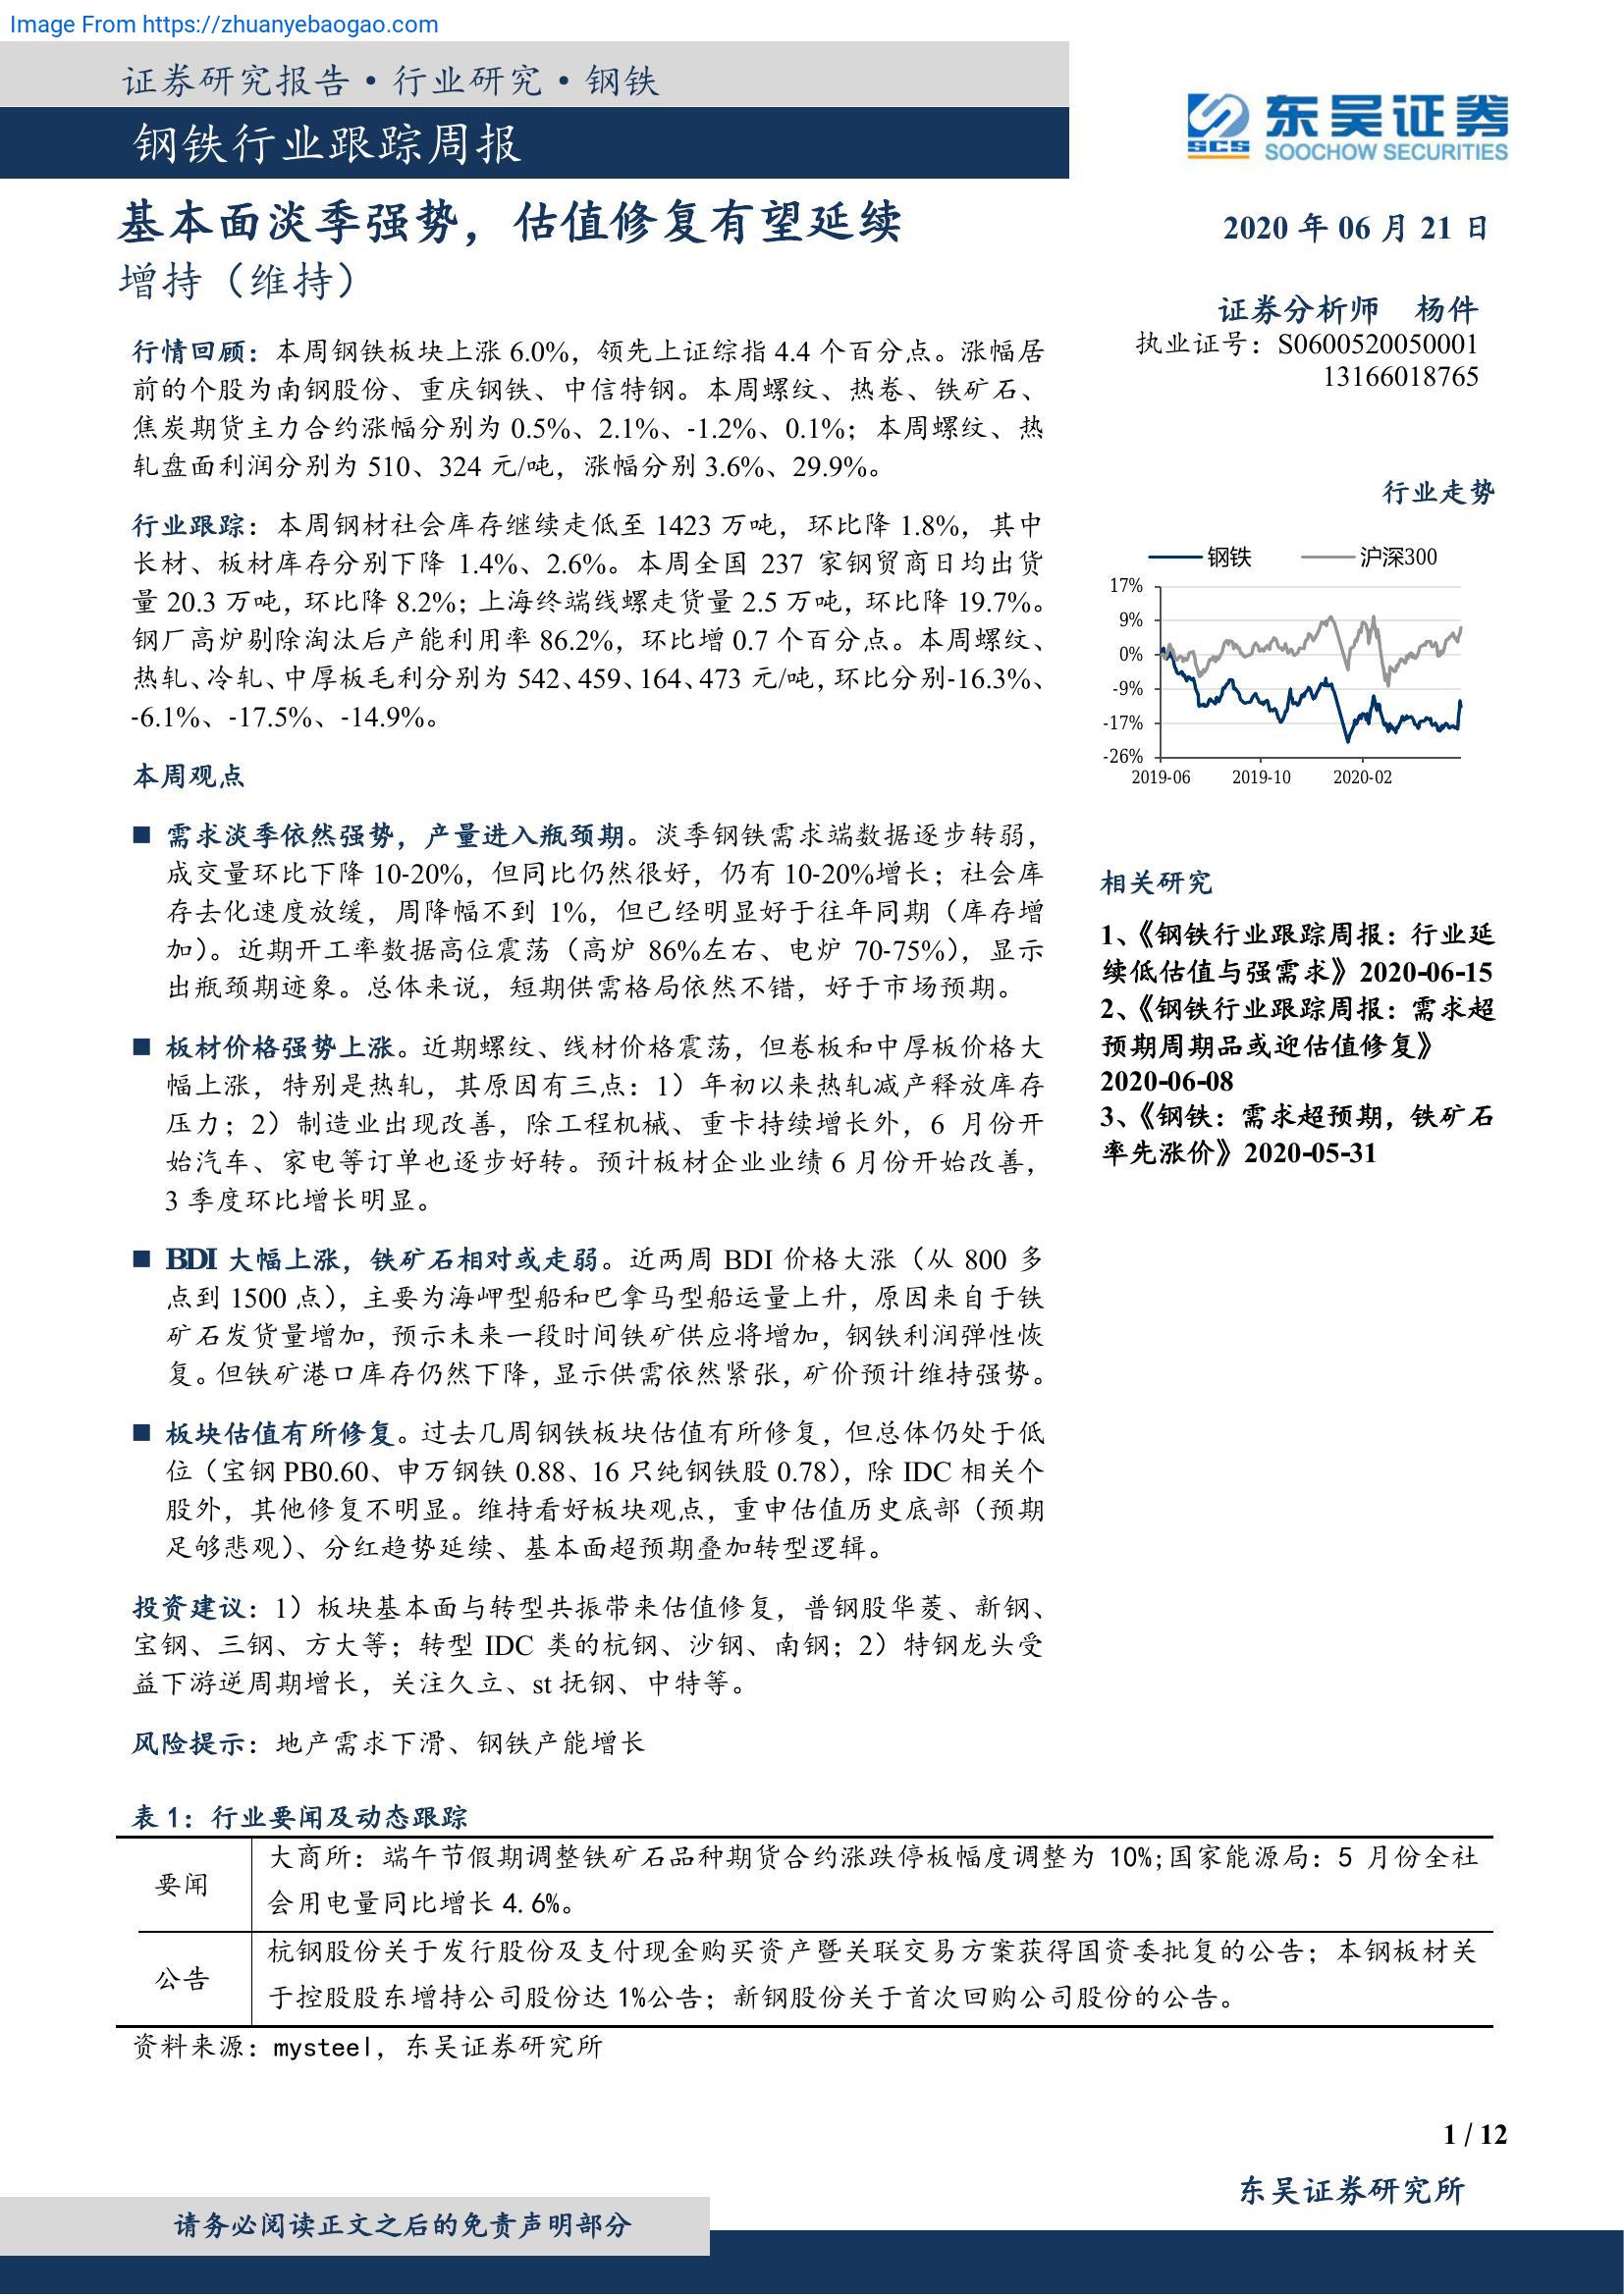 Image From https://zhuanyebaogao.com
证券研究报告·行业研究·钢铁
钢铁行业跟踪周报
东吴证券
SCS
SOOCHOW SECURITIES
基本面淡季强势，估值修复有望延续
增持（维持）
2020 年 06 月 21 日
证券分析师 杨件
执业证号：S0600520050001
13166018765
行情回顾：本周钢铁板块上涨 6.0%，领先上证综指 4.4 个百分点。涨幅居
前的个股为南钢股份、重庆钢铁、中信特钢。本周螺纹、热卷、铁矿石、
焦炭期货主力合约涨幅分别为 0.5%、2.1%、-1.2%、0.1%；本周螺纹、热
轧盘面利润分别为 510、324 元/吨，涨幅分别 3.6%、29.9%。
行业跟踪：本周钢材社会库存继续走低至 1423 万吨，环比降 1.8%，其中
长材、板材库存分别下降 1.4%、2.6%。本周全国 237 家钢贸商日均出货
量 20.3 万吨，环比降 8.2%；上海终端线螺走货量 2.5 万吨，环比降 19.7%。
钢厂高炉剔除淘汰后产能利用率 86.2%，环比增 0.7 个百分点。本周螺纹、
热轧、冷轧、中厚板毛利分别为 542、459、164、473 元/吨，环比分别-16.3%、
-6.1%、-17.5%、-14.9%。
本周观点
■ 需求淡季依然强势，产量进入瓶颈期。淡季钢铁需求端数据逐步转弱，
成交量环比下降 10-20%，但同比仍然很好，仍有 10-20%增长；社会库
存去化速度放缓，周降幅不到 1%，但已经明显好于往年同期（库存增
加）。近期开工率数据高位震荡（高炉 86%左右、电炉 70-75%），显示
出瓶颈期迹象。总体来说，短期供需格局依然不错，好于市场预期。
■ 板材价格强势上涨。近期螺纹、线材价格震荡，但卷板和中厚板价格大
幅上涨，特别是热轧，其原因有三点：1）年初以来热轧减产释放库存
压力；2）制造业出现改善，除工程机械、重卡持续增长外，6 月份开
始汽车、家电等订单也逐步好转。预计板材企业业绩 6 月份开始改善，
3 季度环比增长明显。
■ BDI 大幅上涨，铁矿石相对或走弱。近两周 BDI 价格大涨（从 800 多
点到 1500 点），主要为海岬型船和巴拿马型船运量上升，原因来自于铁
矿石发货量增加，预示未来一段时间铁矿供应将增加，钢铁利润弹性恢
复。但铁矿港口库存仍然下降，显示供需依然紧张，矿价预计维持强势。
■ 板块估值有所修复。过去几周钢铁板块估值有所修复，但总体仍处于低
位（宝钢 PB0.60、申万钢铁 0.88、16 只纯钢铁股 0.78），除 IDC 相关个
股外，其他修复不明显。维持看好板块观点，重申估值历史底部（预期
足够悲观）、分红趋势延续、基本面超预期叠加转型逻辑。
投资建议：1）板块基本面与转型共振带来估值修复，普钢股华菱、新钢、
宝钢、三钢、方大等；转型 IDC 类的杭钢、沙钢、南钢；2）特钢龙头受
益下游逆周期增长，关注久立、st 抚钢、中特等。
风险提示：地产需求下滑、钢铁产能增长
行业走势
钢铁 沪深300
17%
9%
0%
-9%
-17%
-26%
2019-06 2019-10 2020-02
相关研究
1、《钢铁行业跟踪周报：行业延
续低估值与强需求》2020-06-15
2、《钢铁行业跟踪周报：需求超
预期周期品或迎估值修复》
2020-06-08
3、《钢铁：需求超预期，铁矿石
率先涨价》2020-05-31
表 1：行业要闻及动态跟踪
要闻
大商所：端午节假期调整铁矿石品种期货合约涨跌停板幅度调整为 10%;国家能源局：5 月份全社
会用电量同比增长 4.6%。
公告
杭钢股份关于发行股份及支付现金购买资产暨关联交易方案获得国资委批复的公告；本钢板材关
于控股股东增持公司股份达 1%公告；新钢股份关于首次回购公司股份的公告。
资料来源：mysteel，东吴证券研究所
1 / 12
东吴证券研究所
请务必阅读正文之后的免责声明部分